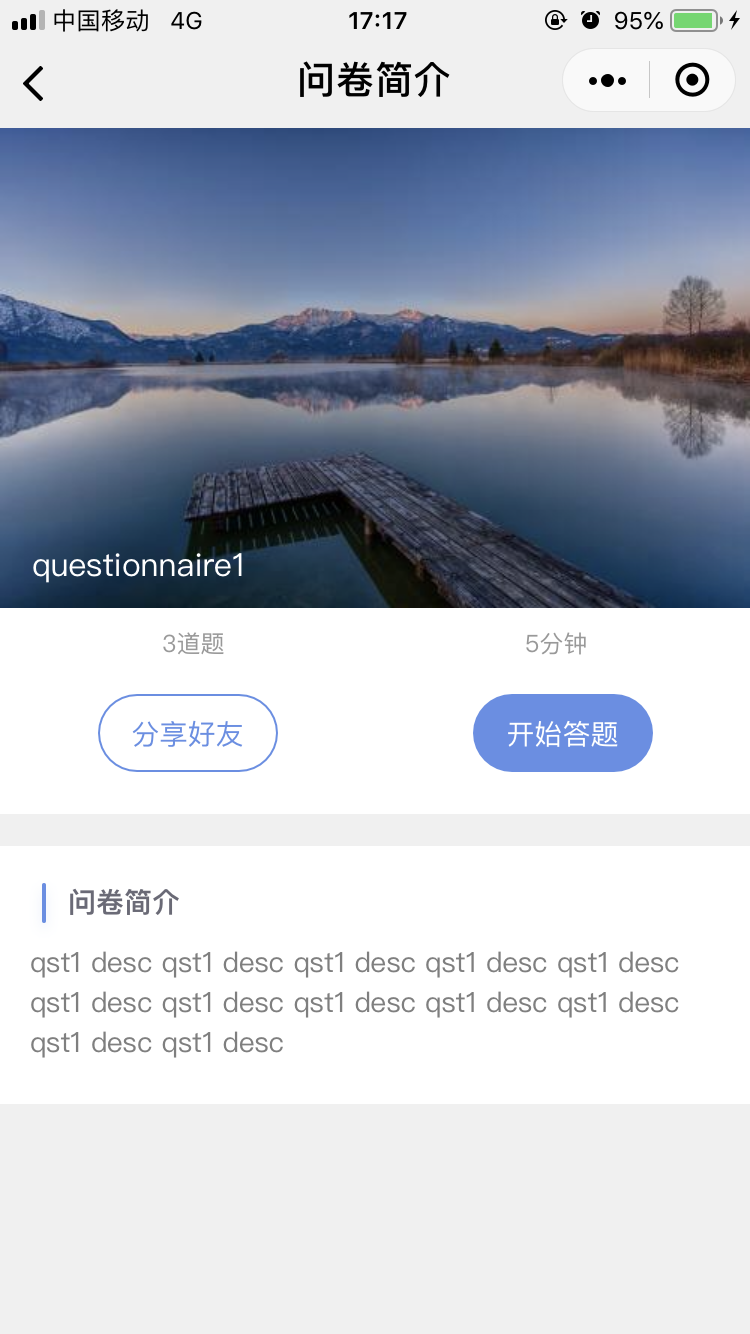 中国移动 4G 17:17 95%
问卷简介
questionnaire1
3道题 5分钟
分享好友 开始答题
问卷简介
qst1 desc qst1 desc qst1 desc qst1 desc qst1 desc
qst1 desc qst1 desc qst1 desc qst1 desc qst1 desc
qst1 desc qst1 desc